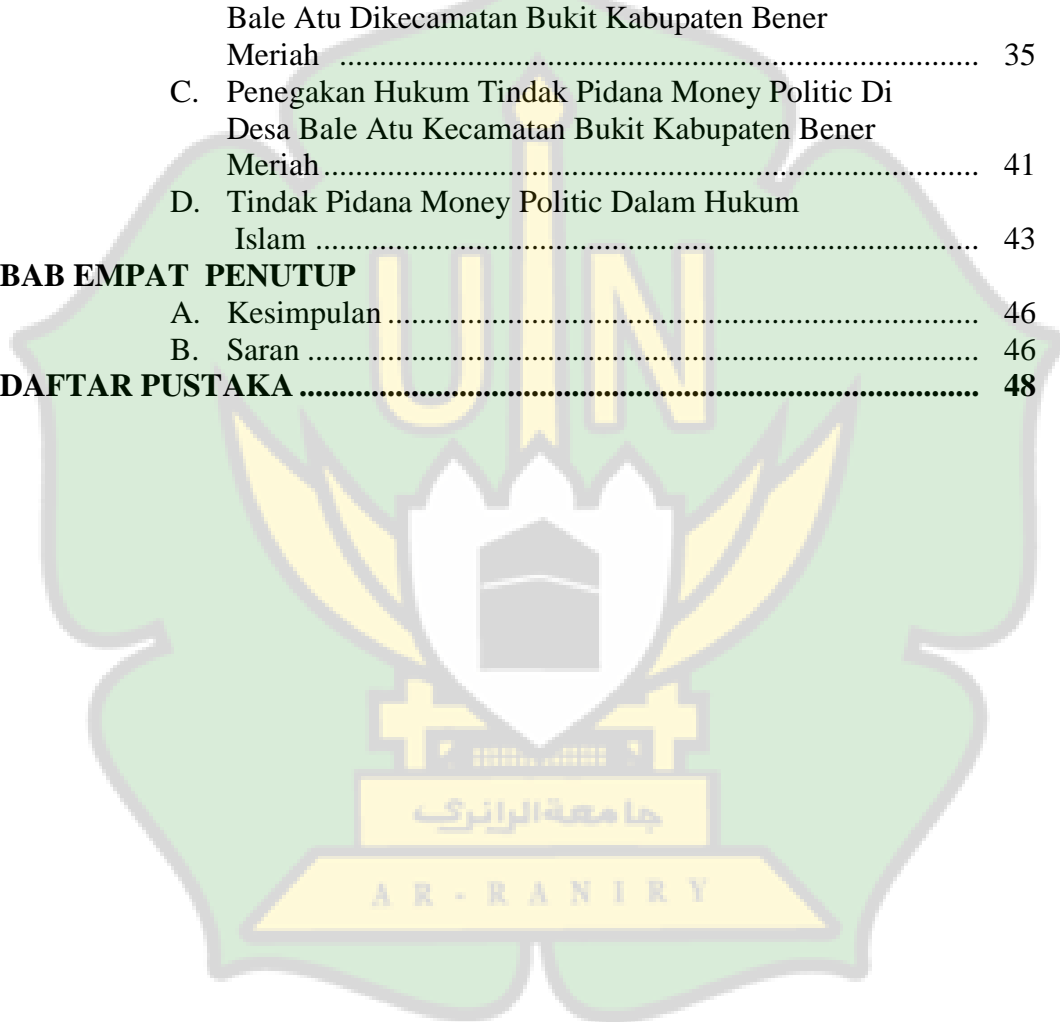 Bale Atu Dikecamatan Bukit Kabupaten Bener
Meriah ........................................................................... 35
C. Penegakan Hukum Tindak Pidana Money Politic Di
Desa Bale Atu Kecamatan Bukit Kabupaten Bener
Meriah ........................................................................... 41
D. Tindak Pidana Money Politic Dalam Hukum
Islam ........................................................................... 43
BAB EMPAT PENUTUP
A. Kesimpulan ........................................................................... 46
B. Saran ........................................................................... 46
DAFTAR PUSTAKA ........................................................................... 48
UIN
جامعة الرانري
AR-RANIRY